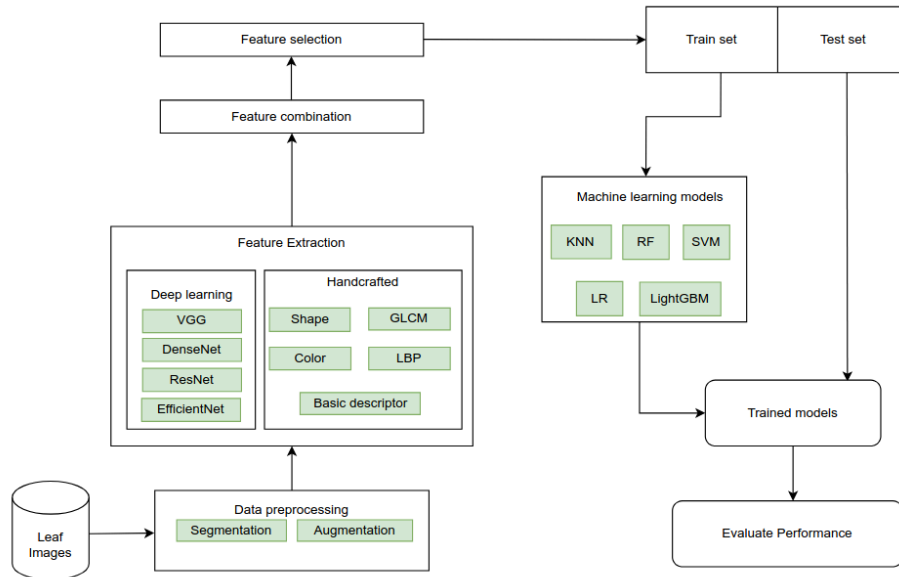 Feature selection
Train set
Test set
Feature combination
Machine learning models
KNN
RF
SVM
LR
LightGBM
Feature Extraction
Deep learning
VGG
DenseNet
ResNet
EfficientNet
Handcrafted
Shape
GLCM
Color
LBP
Basic descriptor
Trained models
Data preprocessing
Segmentation
Augmentation
Leaf
Images
Evaluate Performance